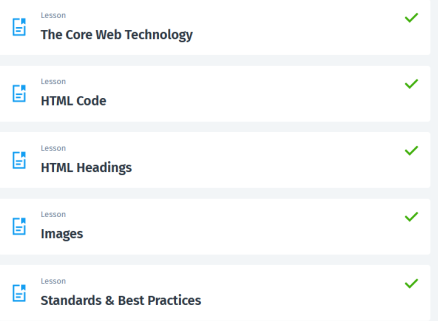 Lesson
The Core Web Technology
Lesson
HTML Code
Lesson
HTML Headings
Lesson
Images
Lesson
Standards & Best Practices